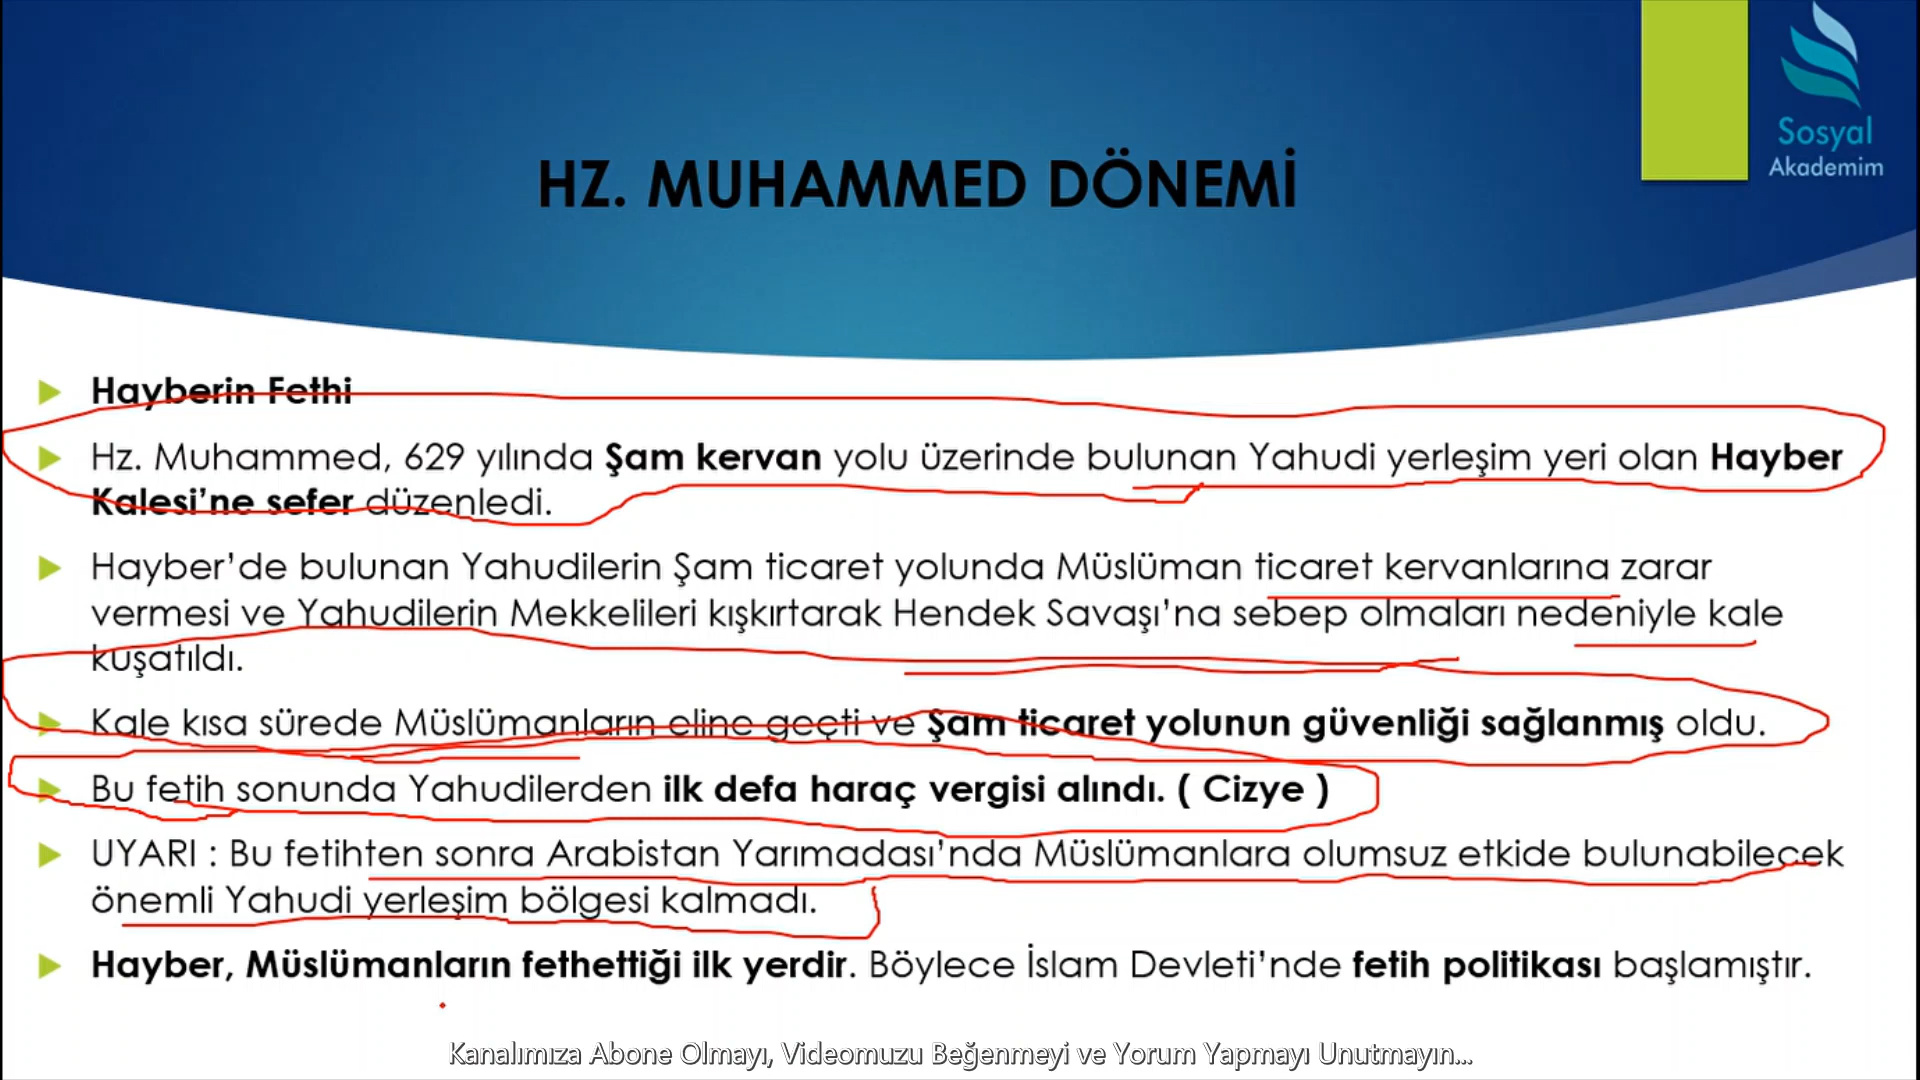 Sosyal
Akademim
HZ. MUHAMMED DÖNEMİ
Hayberin Fethi
Hz. Muhammed, 629 yılında Şam kervan yolu üzerinde bulunan Yahudi yerleşim yeri olan Hayber
Kalesi’ne sefer düzenledi.
Hayber’de bulunan Yahudilerin Şam ticaret yolunda Müslüman ticaret kervanlarına zarar
vermesi ve Yahudilerin Mekkelileri kışkırtarak Hendek Savaşı’na sebep olmaları nedeniyle kale
kuşatıldı.
Kale kısa sürede Müslümanların eline geçti ve Şam ticaret yolunun güvenliği sağlanmış oldu.
Bu fetih sonunda Yahudilerden ilk defa haraç vergisi alındı. ( Cizye )
UYARI : Bu fetihten sonra Arabistan Yarımadası’nda Müslümanlara olumsuz etkide bulunabilecek
önemli Yahudi yerleşim bölgesi kalmadı.
Hayber, Müslümanların fethettiği ilk yerdir. Böylece İslam Devleti’nde fetih politikası başlamıştır.
Kanalımıza Abone Olmayı, Videomuzu Beğenmeyi ve Yorum Yapmayı Unutmayın...